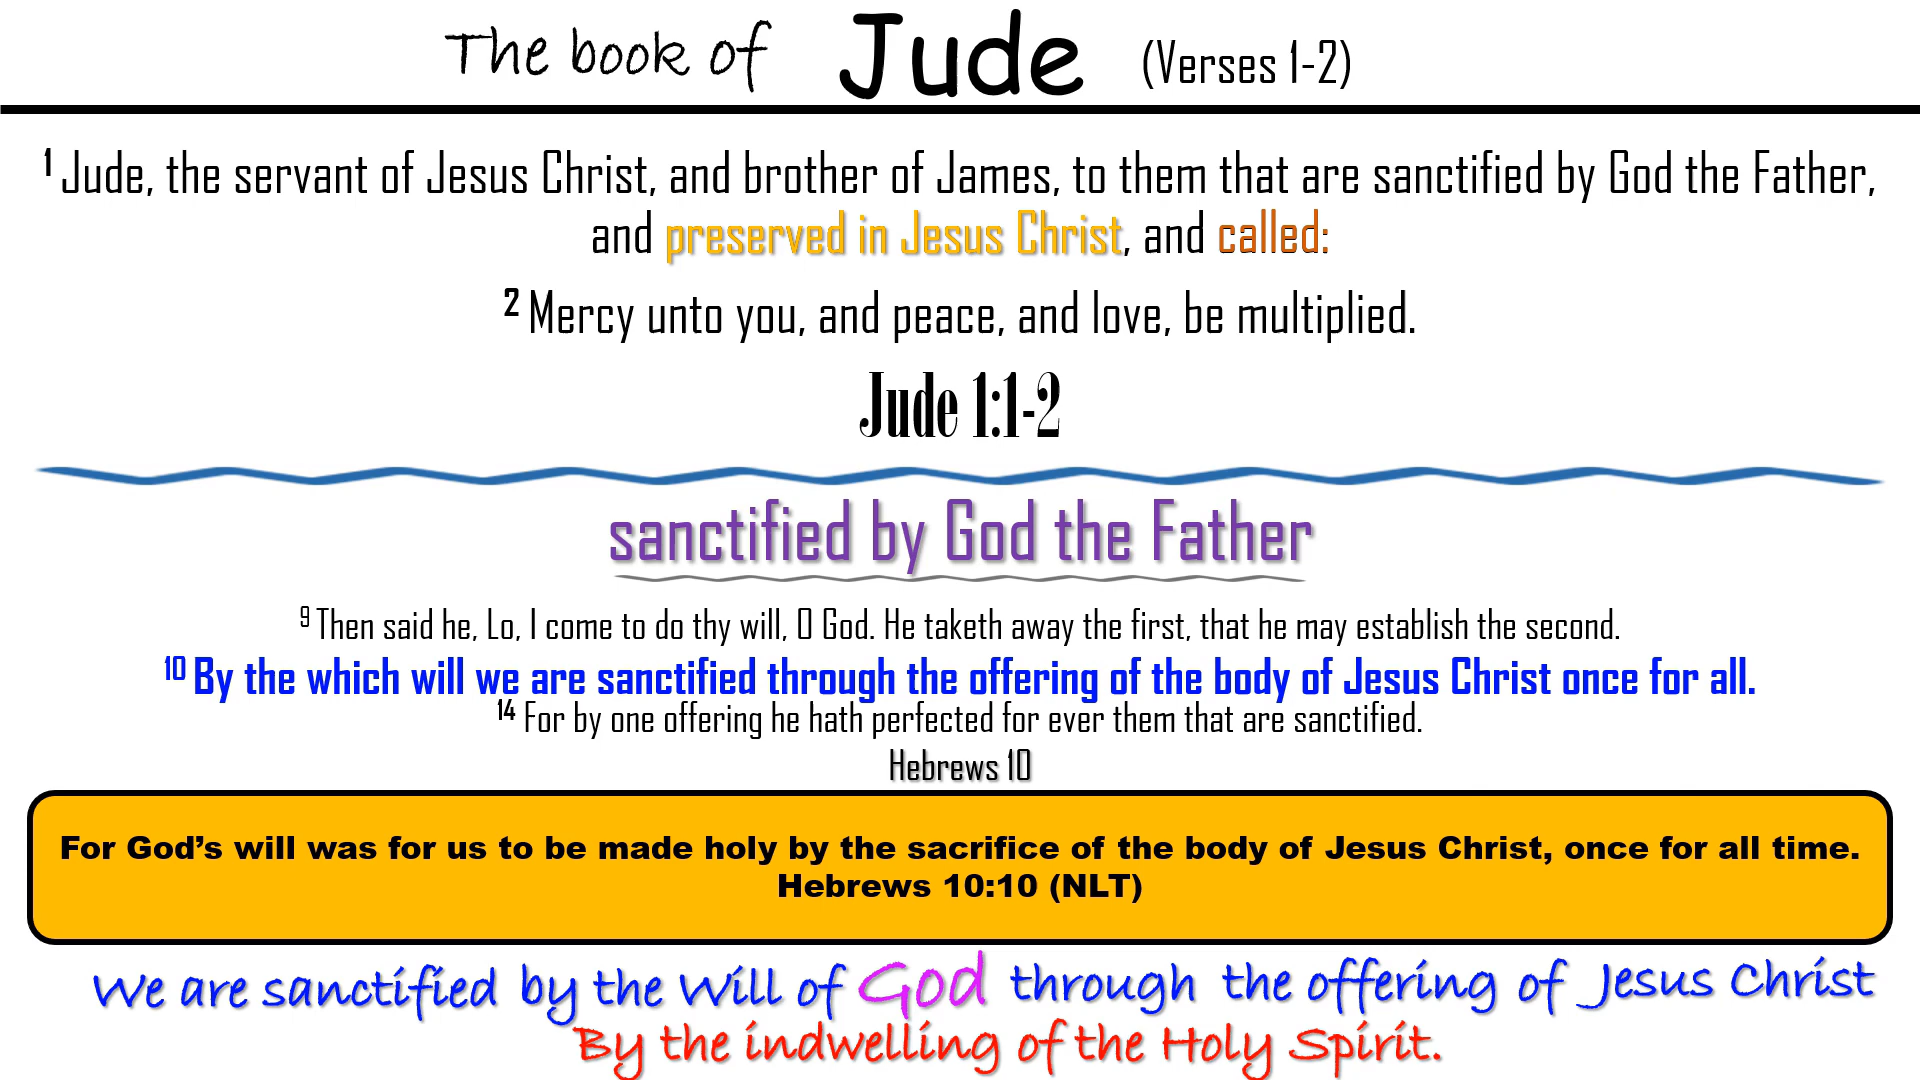 The book of Jude (Verses 1-2)
1 Jude, the servant of Jesus Christ, and brother of James, to them that are sanctified by God the Father,
and preserved in Jesus Christ, and called:
2 Mercy unto you, and peace, and love, be multiplied.
Jude 1:1-2
sanctified by God the Father
9 Then said he, Lo, I come to do thy will, O God. He taketh away the first, that he may establish the second.
10 By the which will we are sanctified through the offering of the body of Jesus Christ once for all.
14 For by one offering he hath perfected for ever them that are sanctified.
Hebrews 10
For God’s will was for us to be made holy by the sacrifice of the body of Jesus Christ, once for all time.
Hebrews 10:10 (NLT)
We are sanctified by the Will of God through the offering of Jesus Christ
By the indwelling of the Holy Spirit.